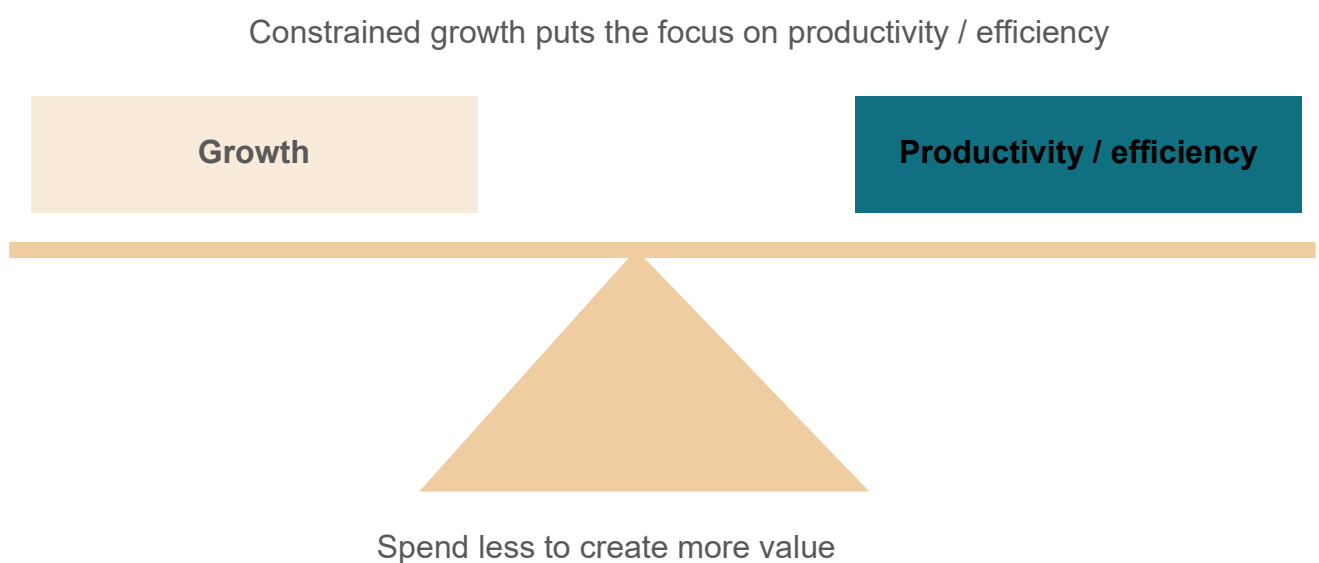 Constrained growth puts the focus on productivity / efficiency
Growth
Productivity / efficiency
Spend less to create more value